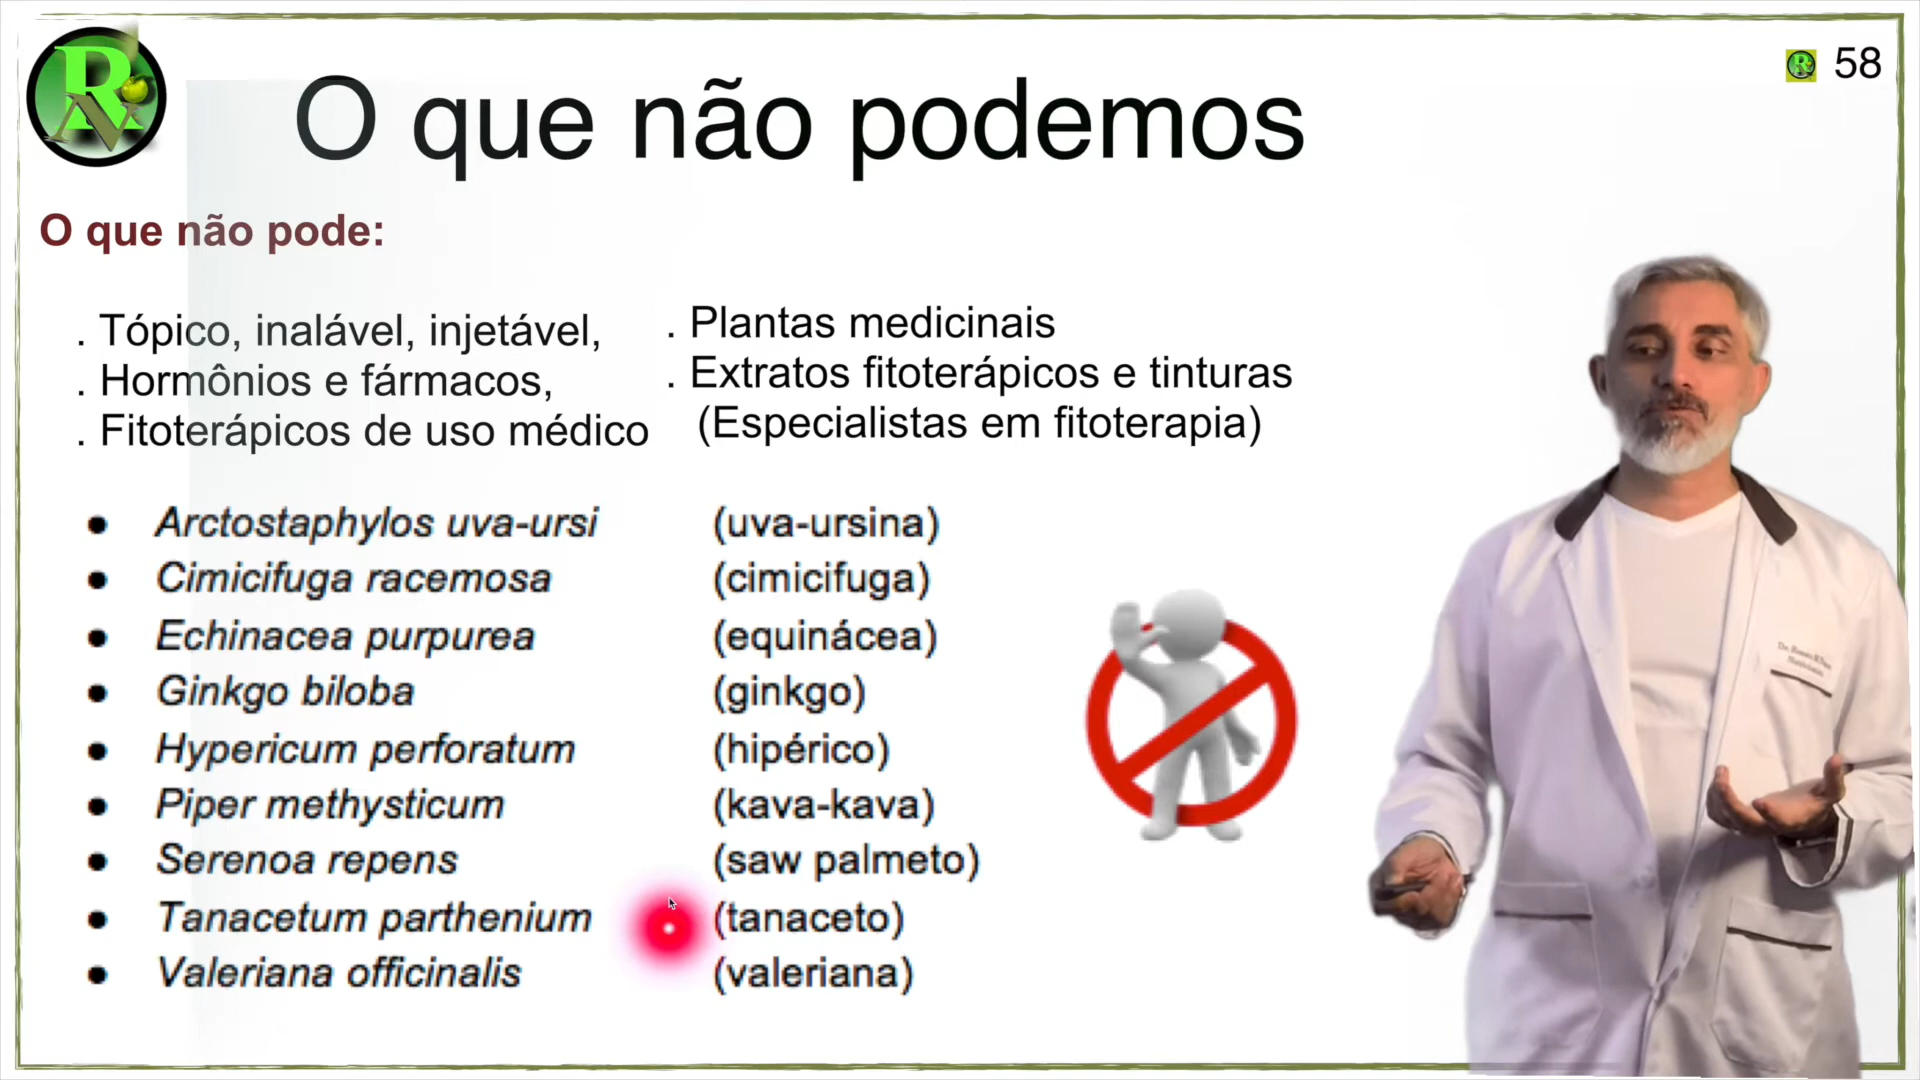 58
O que não podemos
O que não pode:
. Tópico, inalável, injetável,
. Hormônios e fármacos,
. Fitoterápicos de uso médico
. Plantas medicinais
. Extratos fitoterápicos e tinturas
(Especialistas em fitoterapia)
• Arctostaphylos uva-ursi (uva-ursina)
• Cimicifuga racemosa (cimicifuga)
• Echinacea purpurea (equinácea)
• Ginkgo biloba (ginkgo)
• Hypericum perforatum (hipérico)
• Piper methysticum (kava-kava)
• Serenoa repens (saw palmeto)
• Tanacetum parthenium (tanaceto)
• Valeriana officinalis (valeriana)